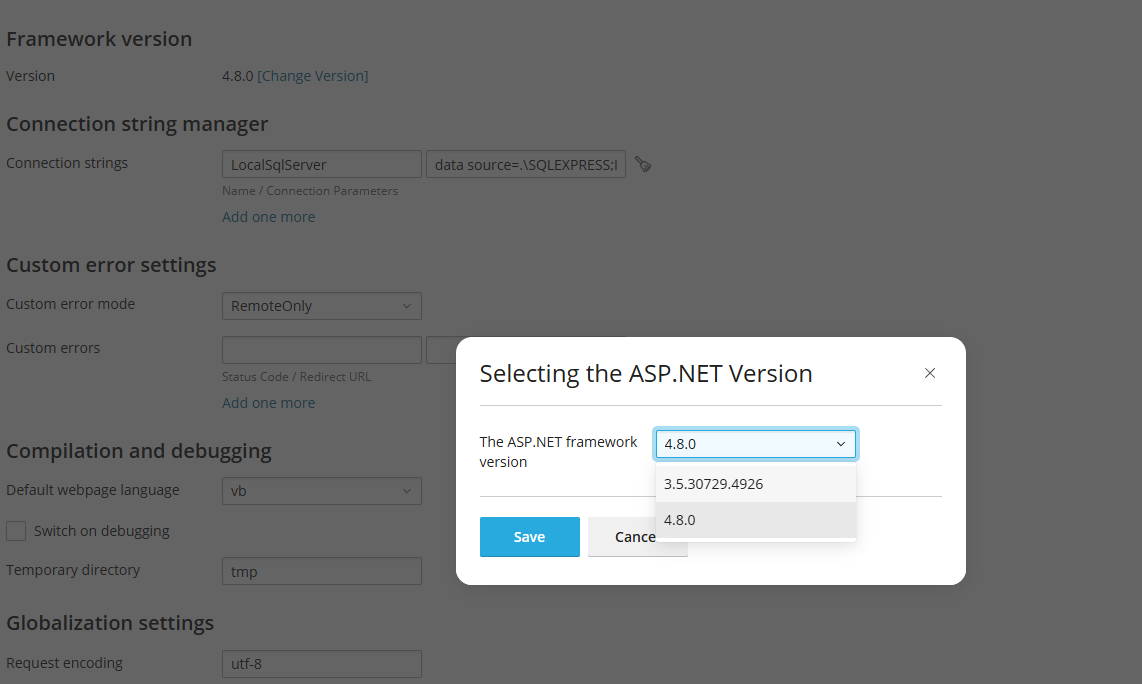 Framework version
Version 4.8.0 [Change Version]
Connection string manager
Connection strings LocalSqlServer data source=.\SQLEXPRESS;I
Name / Connection Parameters
Add one more
Custom error settings
Custom error mode RemoteOnly
Custom errors
Status Code / Redirect URL
Add one more
Compilation and debugging
Default webpage language vb
Switch on debugging
Temporary directory tmp
Globalization settings
Request encoding utf-8
Selecting the ASP.NET Version
The ASP.NET framework
version
4.8.0
3.5.30729.4926
4.8.0
Save Cance